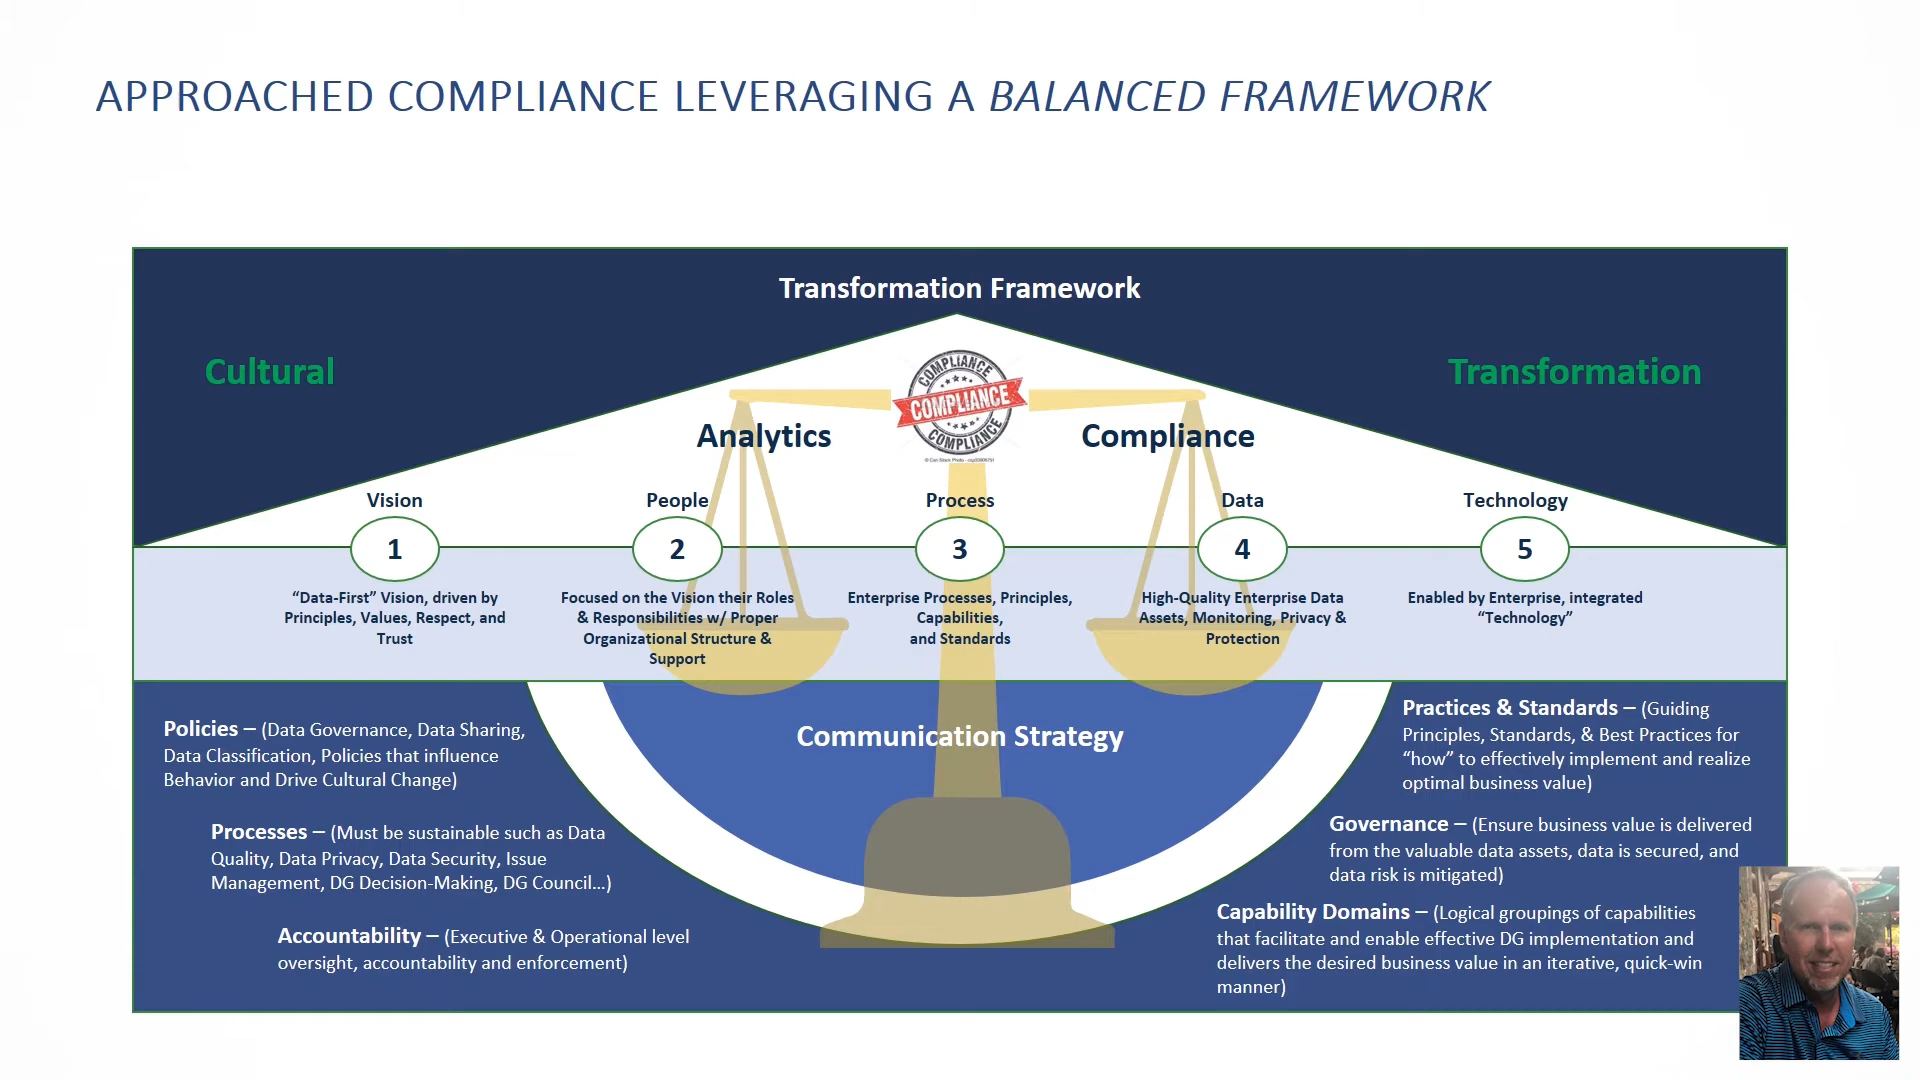 APPROACHED COMPLIANCE LEVERAGING A BALANCED FRAMEWORK
Transformation Framework
Cultural
Transformation
COMPLIANCE
COMPLIANCE
COMPLIANCE
Analytics
Compliance
Vision
People
Process
Data
Technology
1
2
3
4
5
“Data-First” Vision, driven by
Principles, Values, Respect, and
Trust
Focused on the Vision their Roles
& Responsibilities w/ Proper
Organizational Structure &
Support
Enterprise Processes, Principles,
Capabilities,
and Standards
High-Quality Enterprise Data
Assets, Monitoring, Privacy &
Protection
Enabled by Enterprise, integrated
“Technology”
Communication Strategy
Policies – (Data Governance, Data Sharing,
Data Classification, Policies that influence
Behavior and Drive Cultural Change)
Processes – (Must be sustainable such as Data
Quality, Data Privacy, Data Security, Issue
Management, DG Decision-Making, DG Council…)
Accountability – (Executive & Operational level
oversight, accountability and enforcement)
Practices & Standards – (Guiding
Principles, Standards, & Best Practices for
“how” to effectively implement and realize
optimal business value)
Governance – (Ensure business value is delivered
from the valuable data assets, data is secured, and
data risk is mitigated)
Capability Domains – (Logical groupings of capabilities
that facilitate and enable effective DG implementation and
delivers the desired business value in an iterative, quick-win
manner)